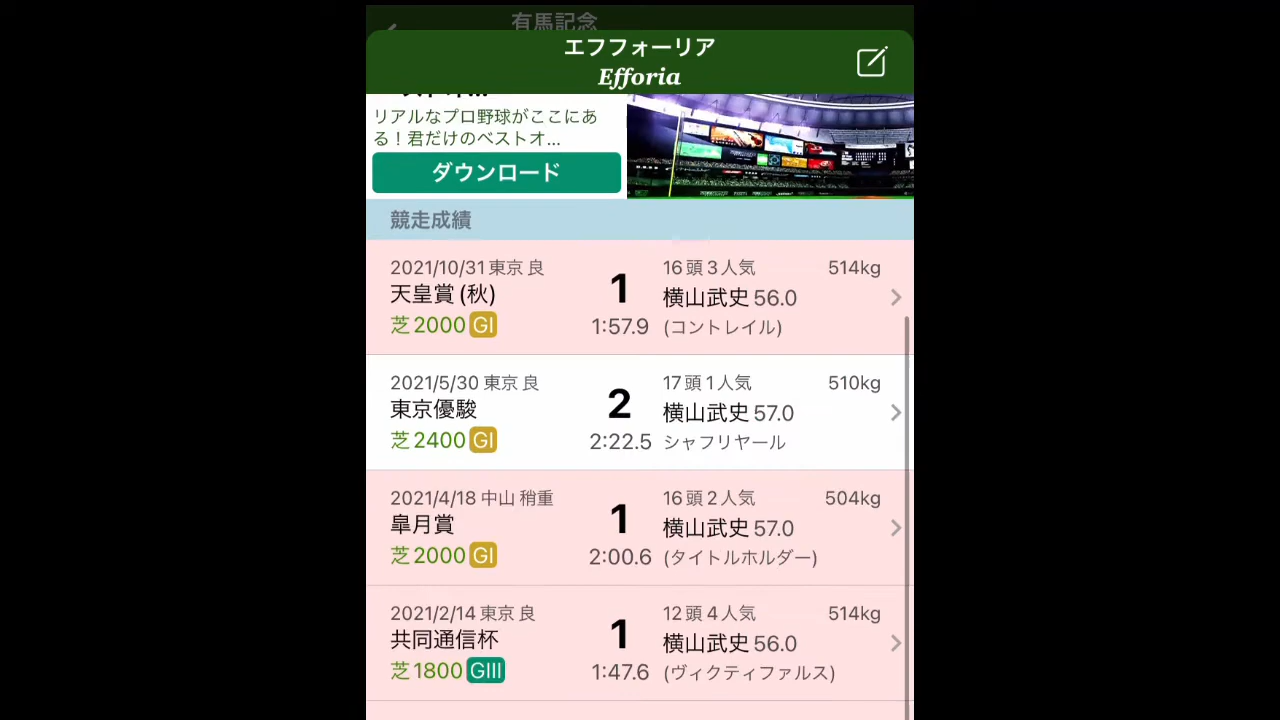 有馬記念
エフフォーリア
Efforia
リアルなプロ野球がここにあ
る！君だけのベストオ...
ダウンロード
競走成績
2021/10/31 東京 良
天皇賞 (秋)
芝2000 GI
1
1:57.9
16頭 3人気
514kg
横山武史 56.0
(コントレイル)
2021/5/30 東京 良
東京優駿
芝2400 GI
2
2:22.5
17頭 1人気
510kg
横山武史 57.0
シャフリヤール
2021/4/18 中山 稍重
皐月賞
芝2000 GI
1
2:00.6
16頭 2人気
504kg
横山武史 57.0
(タイトルホルダー)
2021/2/14 東京 良
共同通信杯
芝1800 GIII
1
1:47.6
12頭 4人気
514kg
横山武史 56.0
(ヴィクティファルス)